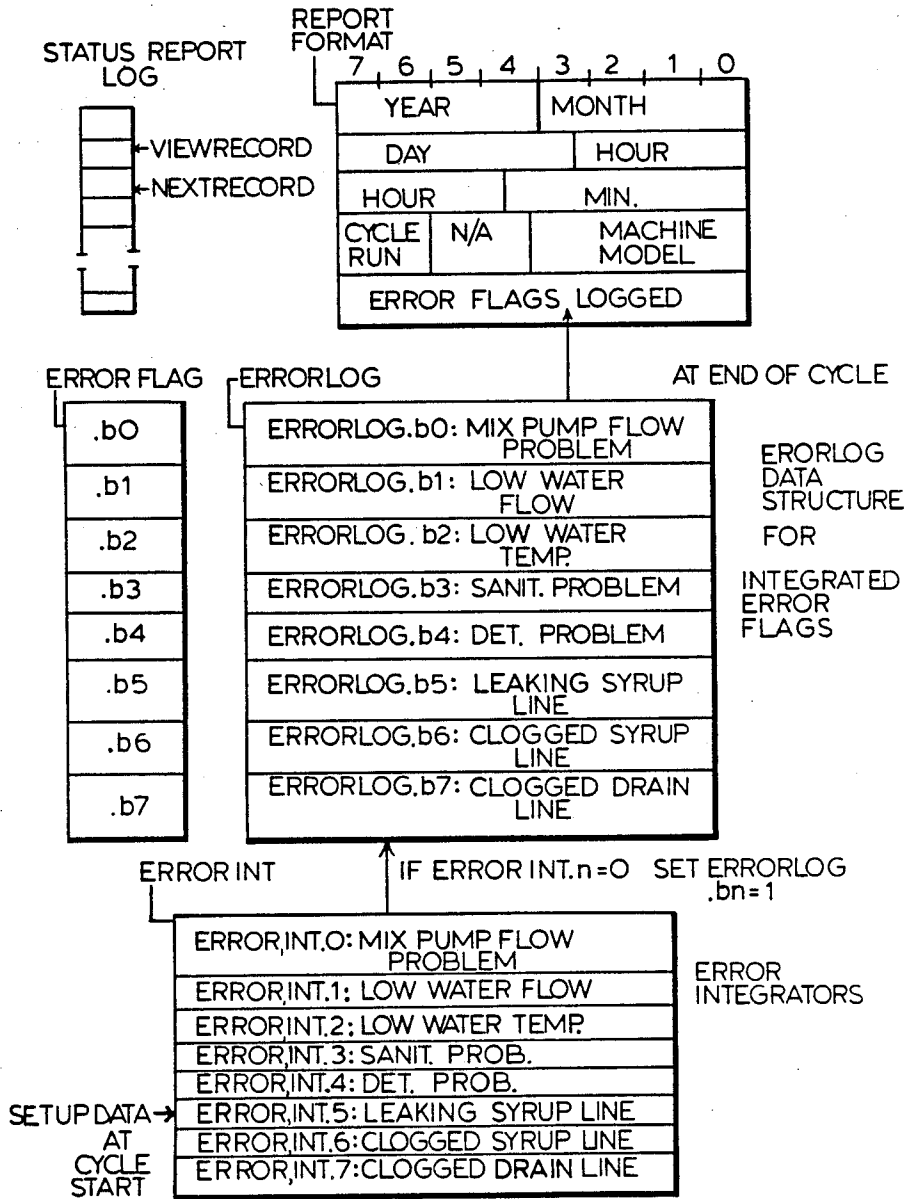 STATUS REPORT
LOG
VIEWRECORD
NEXTRECORD
REPORT
FORMAT
7 6 5 4 3 2 1 0
YEAR MONTH
DAY HOUR
HOUR MIN.
CYCLE
RUN
N/A
MACHINE
MODEL
ERROR FLAGS LOGGED
AT END OF CYCLE
ERROR FLAG
.b0
.b1
.b2
.b3
.b4
.b5
.b6
.b7
ERRORLOG
ERRORLOG.b0: MIX PUMP FLOW
PROBLEM
ERRORLOG.b1: LOW WATER
FLOW
ERRORLOG.b2: LOW WATER
TEMP.
ERRORLOG.b3: SANIT. PROBLEM
ERRORLOG.b4: DET. PROBLEM
ERRORLOG.b5: LEAKING SYRUP
LINE
ERRORLOG.b6: CLOGGED SYRUP
LINE
ERRORLOG.b7: CLOGGED DRAIN
LINE
ERORLOG
DATA
STRUCTURE
FOR
INTEGRATED
ERROR
FLAGS
IF ERROR INT.n=0 SET ERRORLOG
.bn=1
ERROR INT
ERROR,INT.0: MIX PUMP FLOW
PROBLEM
ERROR,INT.1: LOW WATER FLOW
ERROR,INT.2: LOW WATER TEMP.
ERROR,INT.3: SANIT. PROB.
ERROR,INT.4: DET. PROB.
ERROR,INT.5: LEAKING SYRUP LINE
ERROR,INT.6: CLOGGED SYRUP LINE
ERROR,INT.7: CLOGGED DRAIN LINE
ERROR
INTEGRATORS
SETUP DATA
AT
CYCLE
START